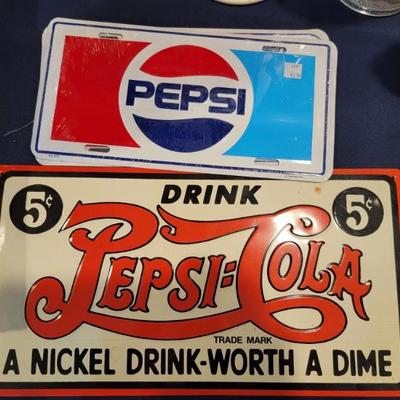 PEPSI
DRINK
5¢
5¢
PEPSI=COLA
TRADE MARK
A NICKEL DRINK-WORTH A DIME